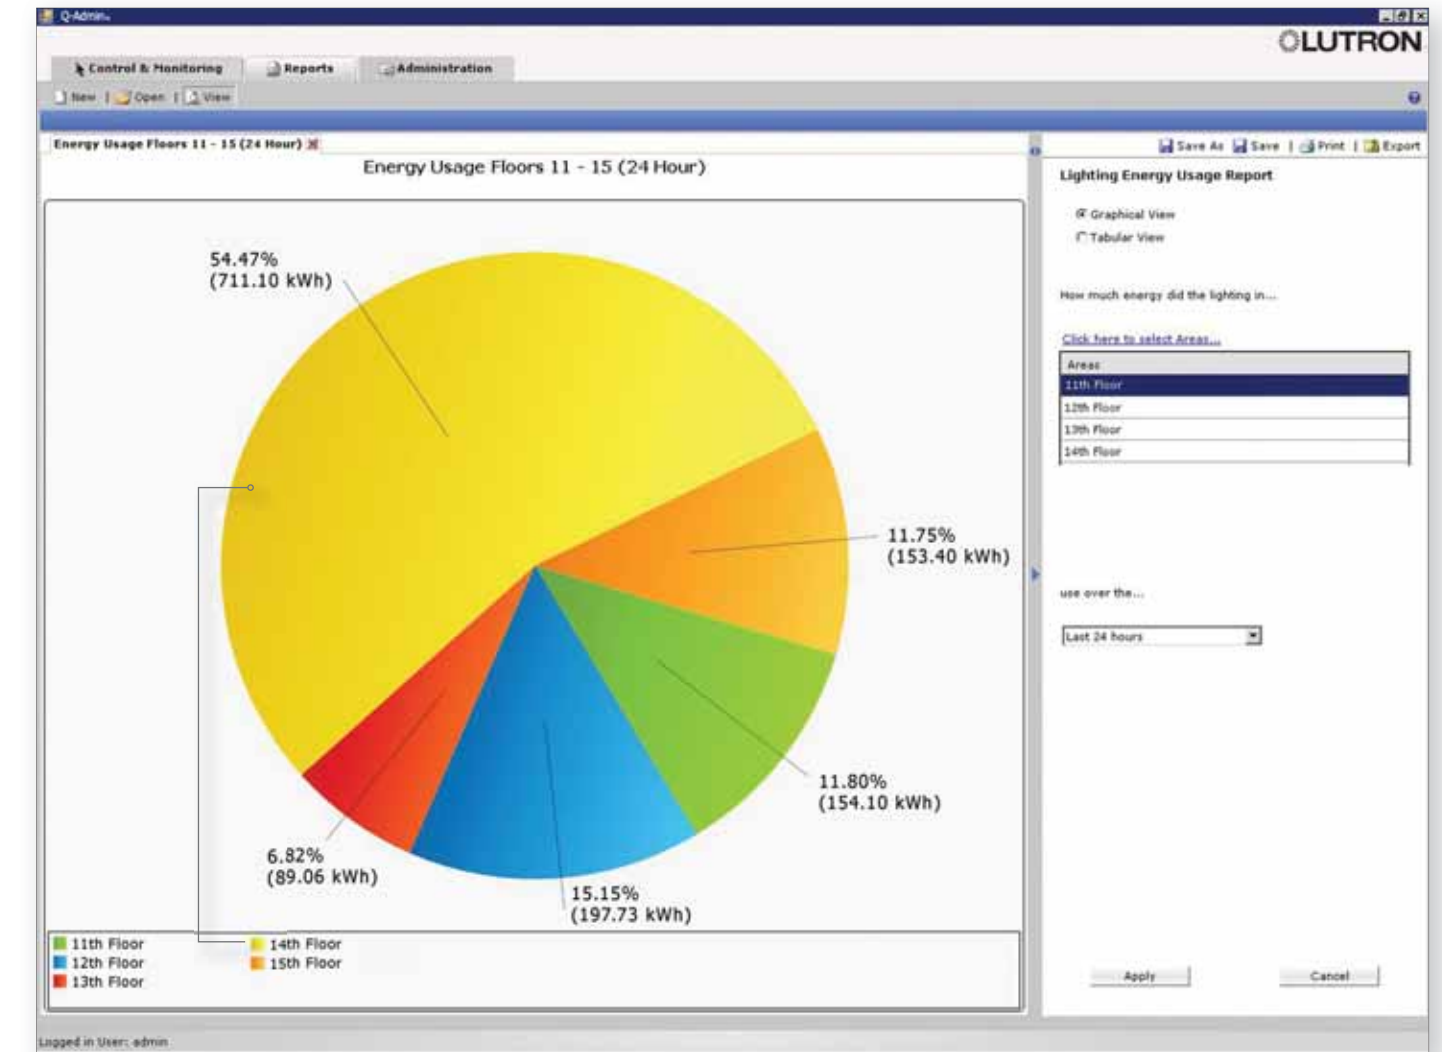 Q-Admin™
LUTRON
Control & Monitoring
Reports
Administration
New | Open | View
Energy Usage Floors 11 - 15 (24 Hour)
Save As Save | Print | Export
Energy Usage Floors 11 - 15 (24 Hour)
Lighting Energy Usage Report
Graphical View
Tabular View
54.47%
(711.10 kWh)
How much energy did the lighting in...
Click here to select Areas...
Areas
11th Floor
12th Floor
13th Floor
14th Floor
11.75%
(153.40 kWh)
use over the...
Last 24 hours
11.80%
(154.10 kWh)
6.82%
(89.06 kWh)
15.15%
(197.73 kWh)
11th Floor
12th Floor
13th Floor
14th Floor
15th Floor
Apply
Cancel
Logged in User: admin